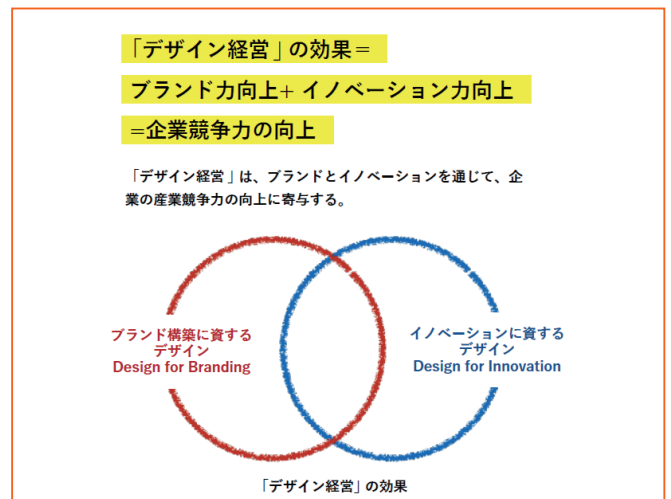 「デザイン経営」の効果＝
ブランド力向上＋イノベーション力向上
＝企業競争力の向上
「デザイン経営」は、ブランドとイノベーションを通じて、企
業の産業競争力の向上に寄与する。
ブランド構築に資する
デザイン
Design for Branding
イノベーションに資する
デザイン
Design for Innovation
「デザイン経営」の効果